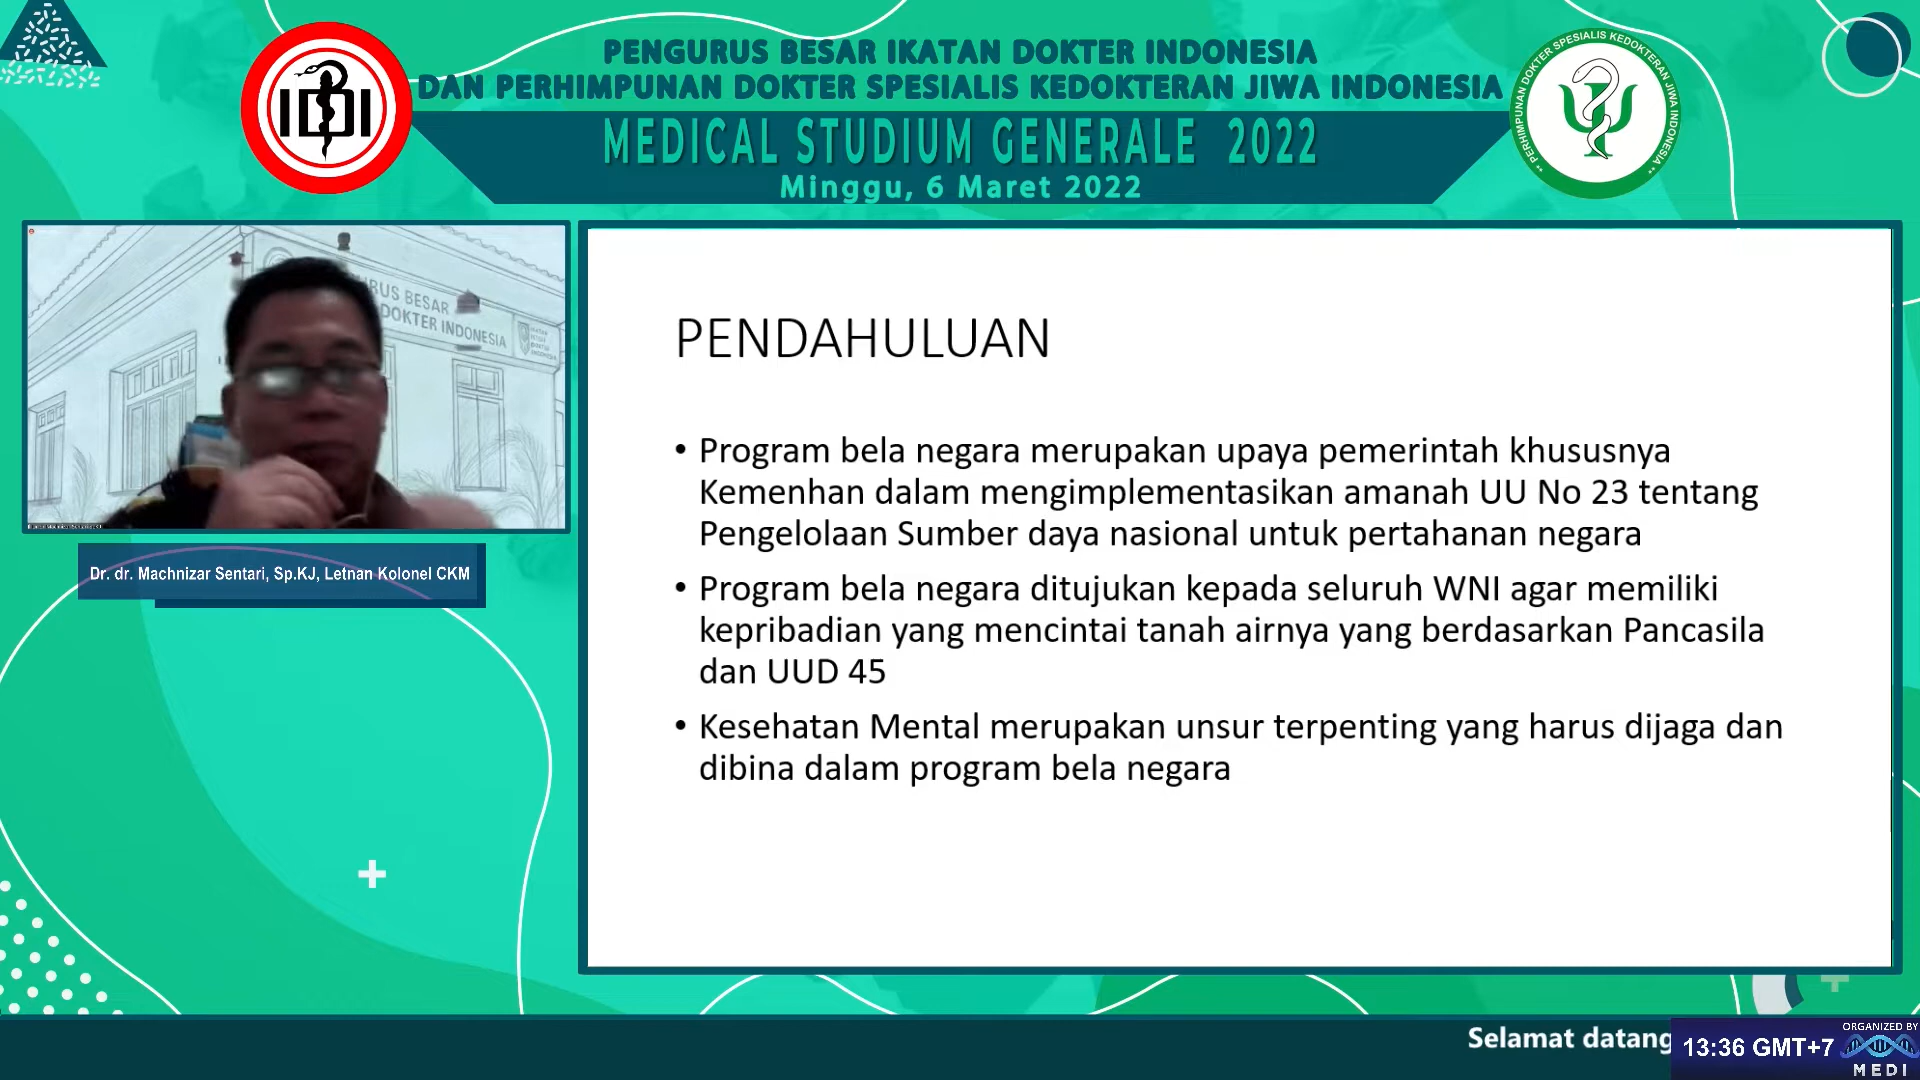 PENGURUS BESAR IKATAN DOKTER INDONESIA
DAN PERHIMPUNAN DOKTER SPESIALIS KEDOKTERAN JIWA INDONESIA
MEDICAL STUDIUM GENERALE 2022
Minggu, 6 Maret 2022
IDI
PERHIMPUNAN DOKTER SPESIALIS KEDOKTERAN JIWA INDONESIA
RUS BESAR
DOKTER INDONESIA
Dr. dr. Machnizar Sentari, Sp.KJ, Letnan Kolonel CKM
PENDAHULUAN
• Program bela negara merupakan upaya pemerintah khususnya
Kemenhan dalam mengimplementasikan amanah UU No 23 tentang
Pengelolaan Sumber daya nasional untuk pertahanan negara
• Program bela negara ditujukan kepada seluruh WNI agar memiliki
kepribadian yang mencintai tanah airnya yang berdasarkan Pancasila
dan UUD 45
• Kesehatan Mental merupakan unsur terpenting yang harus dijaga dan
dibina dalam program bela negara
Selamat datang
13:36 GMT+7
ORGANIZED BY
MEDI